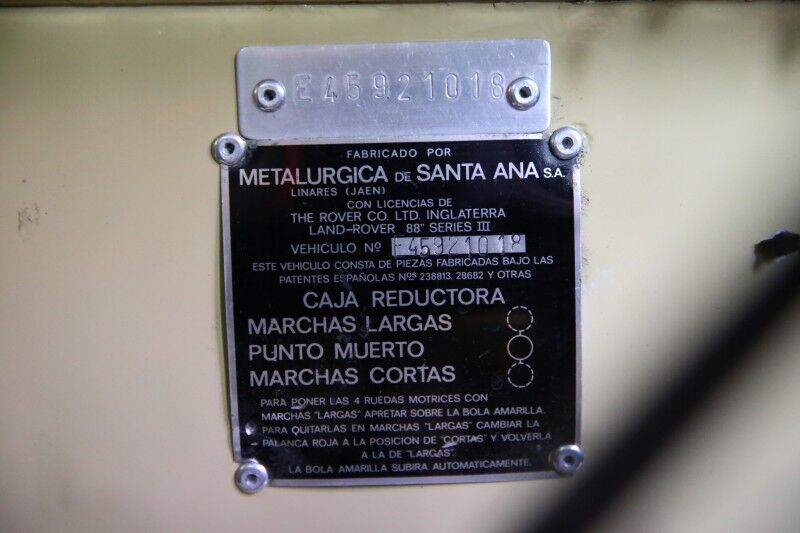 E45921018
FABRICADO POR
METALURGICA DE SANTA ANA S.A.
LINARES (JAEN)
CON LICENCIAS DE
THE ROVER CO. LTD. INGLATERRA
LAND-ROVER 88" SERIES III
VEHICULO Nº E45921018
ESTE VEHICULO CONSTA DE PIEZAS FABRICADAS BAJO LAS
PATENTES ESPAÑOLAS Nos 238813, 28682 Y OTRAS
CAJA REDUCTORA
MARCHAS LARGAS
PUNTO MUERTO
MARCHAS CORTAS
PARA PONER LAS 4 RUEDAS MOTRICES CON
MARCHAS "LARGAS" APRETAR SOBRE LA BOLA AMARILLA.
PARA QUITARLAS EN MARCHAS "LARGAS" CAMBIAR LA
PALANCA ROJA A LA POSICION DE "CORTAS" Y VOLVERLA
A LA DE "LARGAS".
LA BOLA AMARILLA SUBIRA AUTOMATICAMENTE.